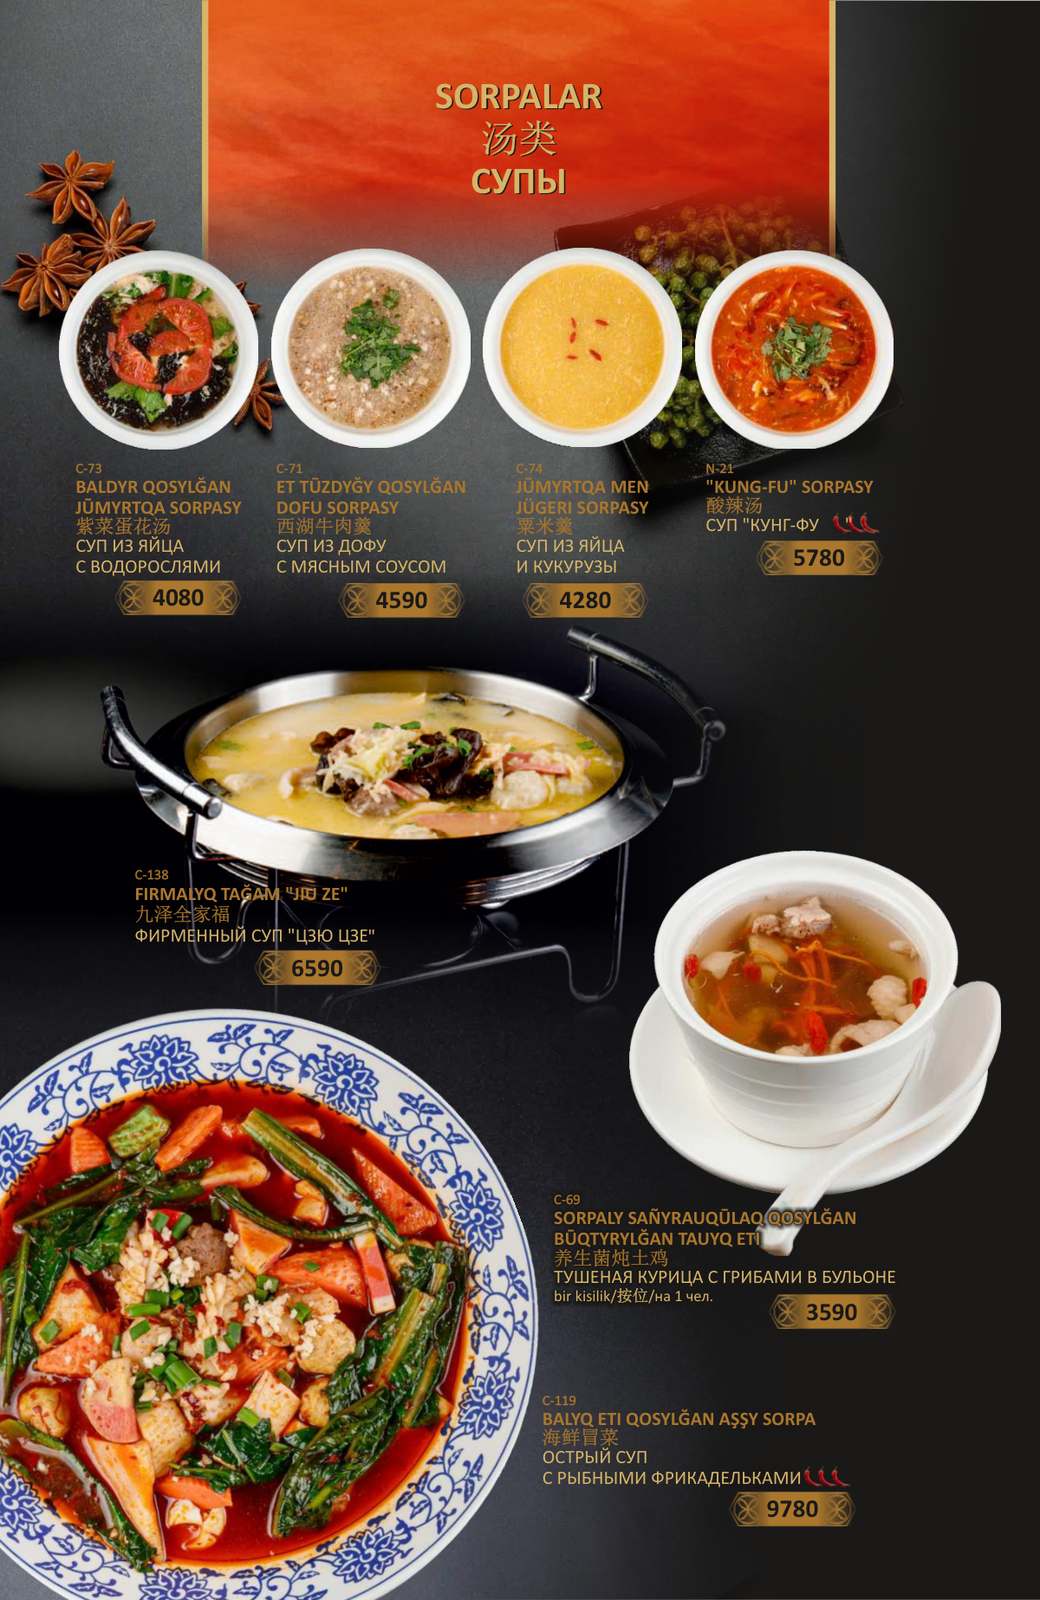 SORPALAR
汤类
СУПЫ
C-73
BALDYR QOSYLĞAN
JŪMYRTQA SORPASY
紫菜蛋花汤
СУП ИЗ ЯЙЦА
С ВОДОРОСЛЯМИ
4080
C-71
ET TŪZDYĞY QOSYLĞAN
DOFU SORPASY
西湖牛肉羹
СУП ИЗ ДОФУ
С МЯСНЫМ СОУСОМ
4590
C-74
JŪMYRTQA MEN
JÜGERI SORPASY
粟米羹
СУП ИЗ ЯЙЦА
И КУКУРУЗЫ
4280
N-21
"KUNG-FU" SORPASY
酸辣汤
СУП "КУНГ-ФУ
5780
C-138
FIRMALYQ TAĞAM "JIU ZE"
九泽全家福
ФИРМЕННЫЙ СУП "ЦЗЮ ЦЗЕ"
6590
C-69
SORPALY SAÑYRAUQŪLAQ QOSYLĞAN
BŪQTYRYLĞAN TAUYQ ETI
养生菌炖土鸡
ТУШЕНАЯ КУРИЦА С ГРИБАМИ В БУЛЬОНЕ
bir kisilik/按位/на 1 чел.
3590
C-119
BALYQ ETI QOSYLĞAN AŞŞY SORPA
海鲜冒菜
ОСТРЫЙ СУП
С РЫБНЫМИ ФРИКАДЕЛЬКАМИ
9780